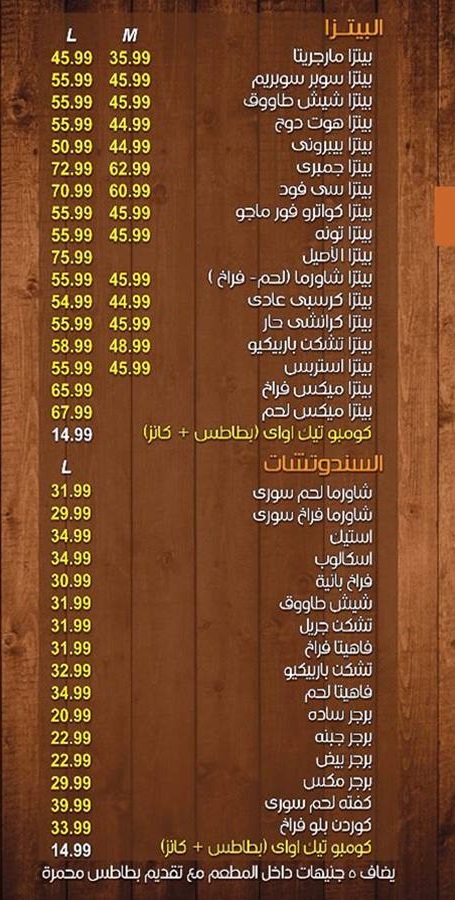 البيتزا
L M
بيتزا مارجريتا 35.99 45.99
بيتزا سوبر سوبريم 45.99 55.99
بيتزا شيش طاووق 45.99 55.99
بيتزا هوت دوج 44.99 55.99
بيتزا بيبرونى 44.99 50.99
بيتزا جمبرى 62.99 72.99
بيتزا سى فود 60.99 70.99
بيتزا كواترو فور ماجو 45.99 55.99
بيتزا تونه 45.99 55.99
بيتزا الأصيل 75.99
بيتزا شاورما (لحم- فراخ ) 45.99 55.99
بيتزا كرسبى عادى 44.99 54.99
بيتزا كرانشى حار 45.99 55.99
بيتزا تشكن باربيكيو 48.99 58.99
بيتزا استربس 45.99 55.99
بيتزا ميكس فراخ 65.99
بيتزا ميكس لحم 67.99
كومبو تيك اواى (بطاطس + كانز) 14.99
السندوتشات
L
شاورما لحم سورى 31.99
شاورما فراخ سورى 29.99
استيك 34.99
اسكالوب 34.99
فراخ بانية 30.99
شيش طاووق 31.99
تشكن جريل 31.99
فاهيتا فراخ 31.99
تشكن باربيكيو 32.99
فاهيتا لحم 34.99
برجر ساده 20.99
برجر جبنه 22.99
برجر بيض 22.99
برجر مكس 29.99
كفته لحم سورى 39.99
كوردن بلو فراخ 33.99
كومبو تيك اواى (بطاطس + كانز) 14.99
يضاف ٥ جنيهات داخل المطعم مع تقديم بطاطس محمرة